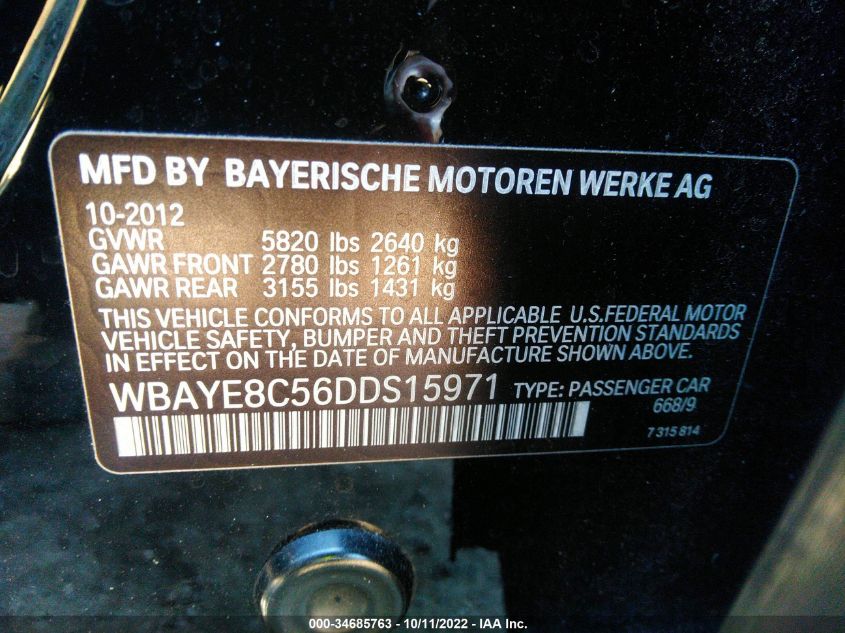 MFD BY BAYERISCHE MOTOREN WERKE AG
10-2012
GVWR 5820 lbs 2640 kg
GAWR FRONT 2780 lbs 1261 kg
GAWR REAR 3155 lbs 1431 kg
THIS VEHICLE CONFORMS TO ALL APPLICABLE U.S.FEDERAL MOTOR
VEHICLE SAFETY, BUMPER AND THEFT PREVENTION STANDARDS
IN EFFECT ON THE DATE OF MANUFACTURE SHOWN ABOVE.
WBAYE8C56DDS15971 TYPE: PASSENGER CAR
668/9
7 315 814
000-34685763 - 10/11/2022 - IAA Inc.